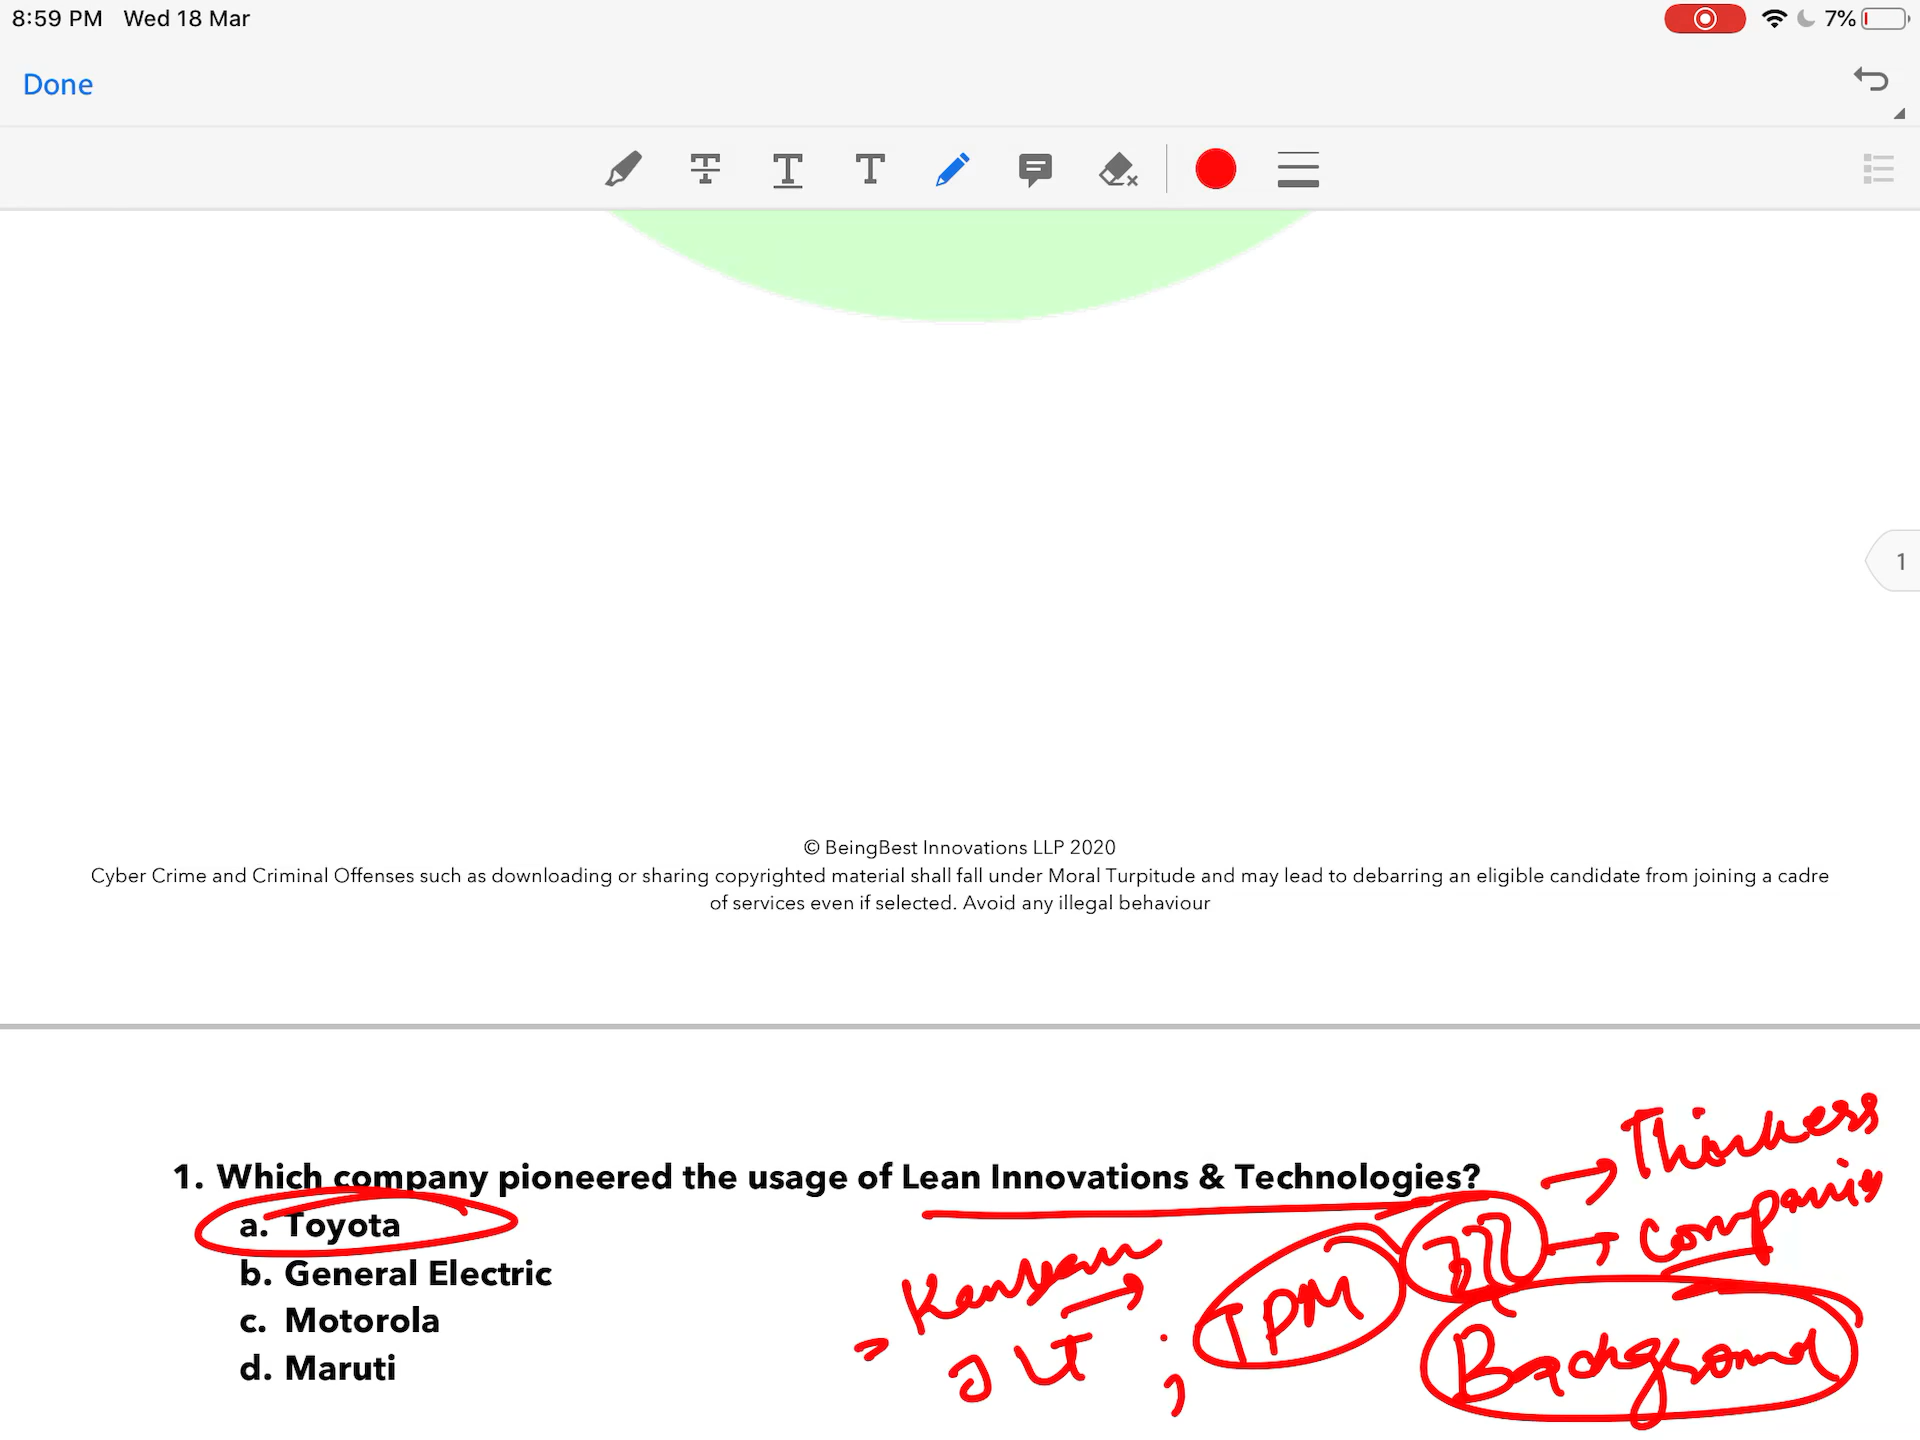 8:59 PM Wed 18 Mar 7%
Done
1
© BeingBest Innovations LLP 2020
Cyber Crime and Criminal Offenses such as downloading or sharing copyrighted material shall fall under Moral Turpitude and may lead to debarring an eligible candidate from joining a cadre
of services even if selected. Avoid any illegal behaviour
1. Which company pioneered the usage of Lean Innovations & Technologies?
a. Toyota
b. General Electric
c. Motorola
d. Maruti
Companies
TPM
Background